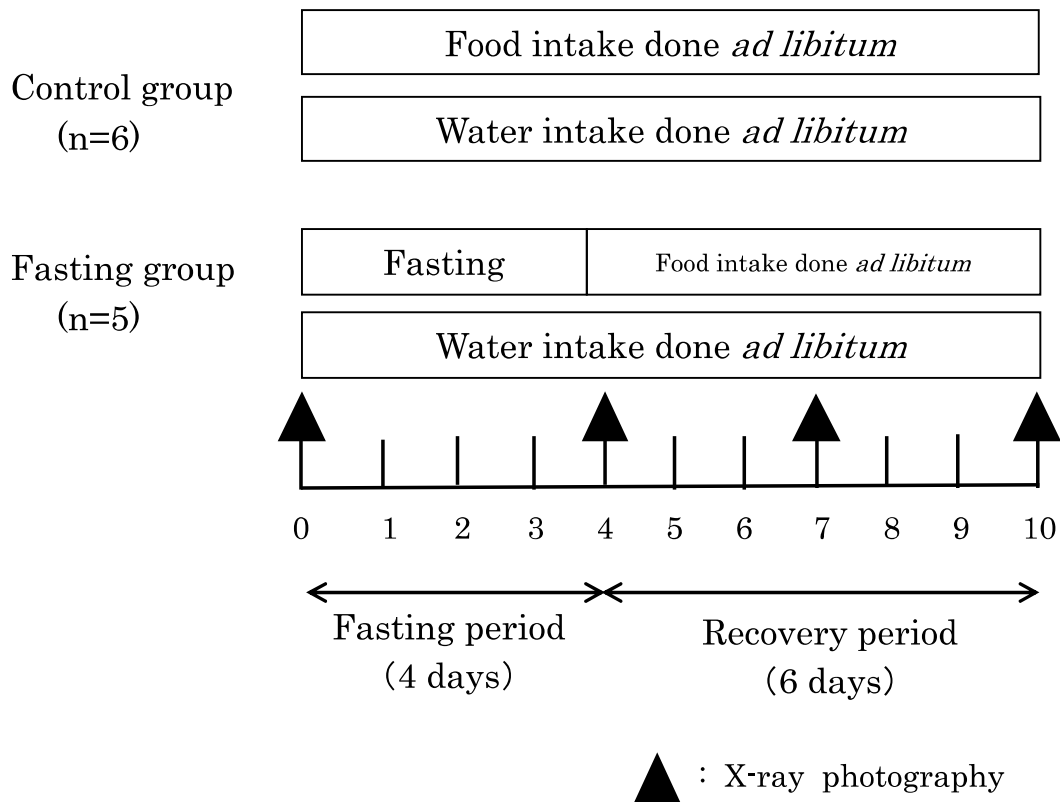 Food intake done ad libitum
Control group
(n=6)
Water intake done ad libitum
Fasting group
(n=5)
Fasting
Food intake done ad libitum
Water intake done ad libitum
0 1 2 3 4 5 6 7 8 9 10
Fasting period
(4 days)
Recovery period
(6 days)
: X-ray photography